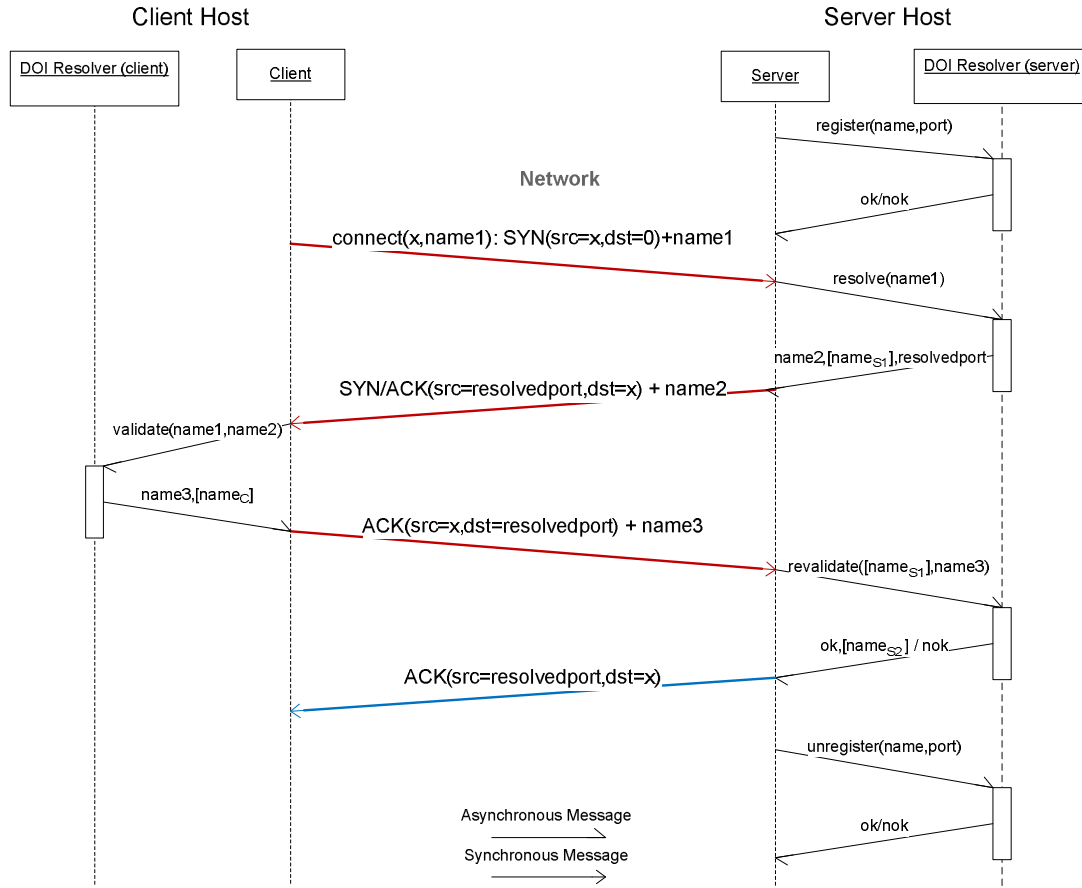 Client Host
Server Host
DOI Resolver (client)
Client
Server
DOI Resolver (server)
register(name,port)
Network
ok/nok
connect(x,name1): SYN(src=x,dst=0)+name1
resolve(name1)
name2,[nameS1],resolvedport
SYN/ACK(src=resolvedport,dst=x) + name2
validate(name1,name2)
name3,[nameC]
ACK(src=x,dst=resolvedport) + name3
revalidate([nameS1],name3)
ok,[nameS2] / nok
ACK(src=resolvedport,dst=x)
unregister(name,port)
Asynchronous Message
ok/nok
Synchronous Message